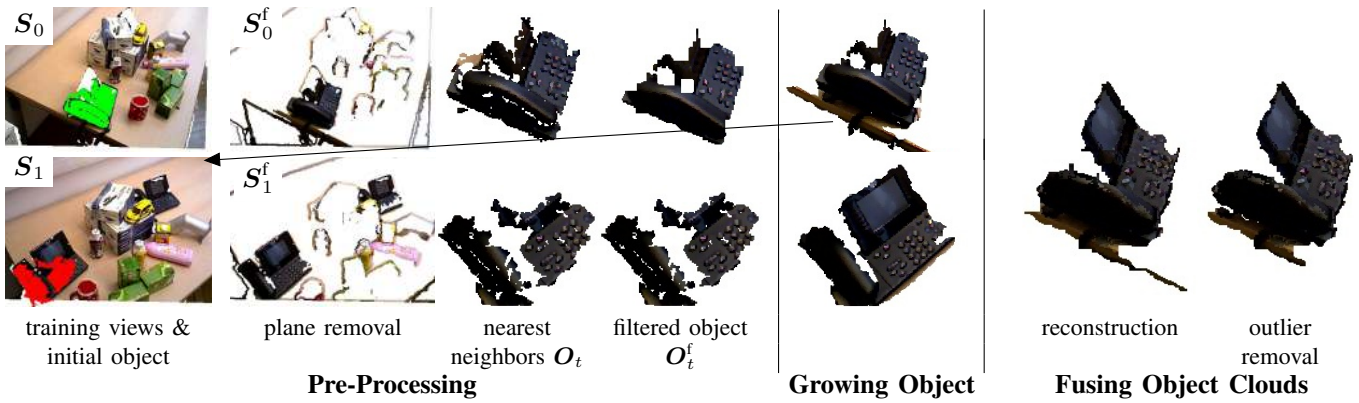 S₀
S₀ᶠ
S₁
S₁ᶠ
training views &
initial object
plane removal
nearest
neighbors Oₜ
filtered object
Oₜᶠ
reconstruction
outlier
removal
Pre-Processing
Growing Object
Fusing Object Clouds